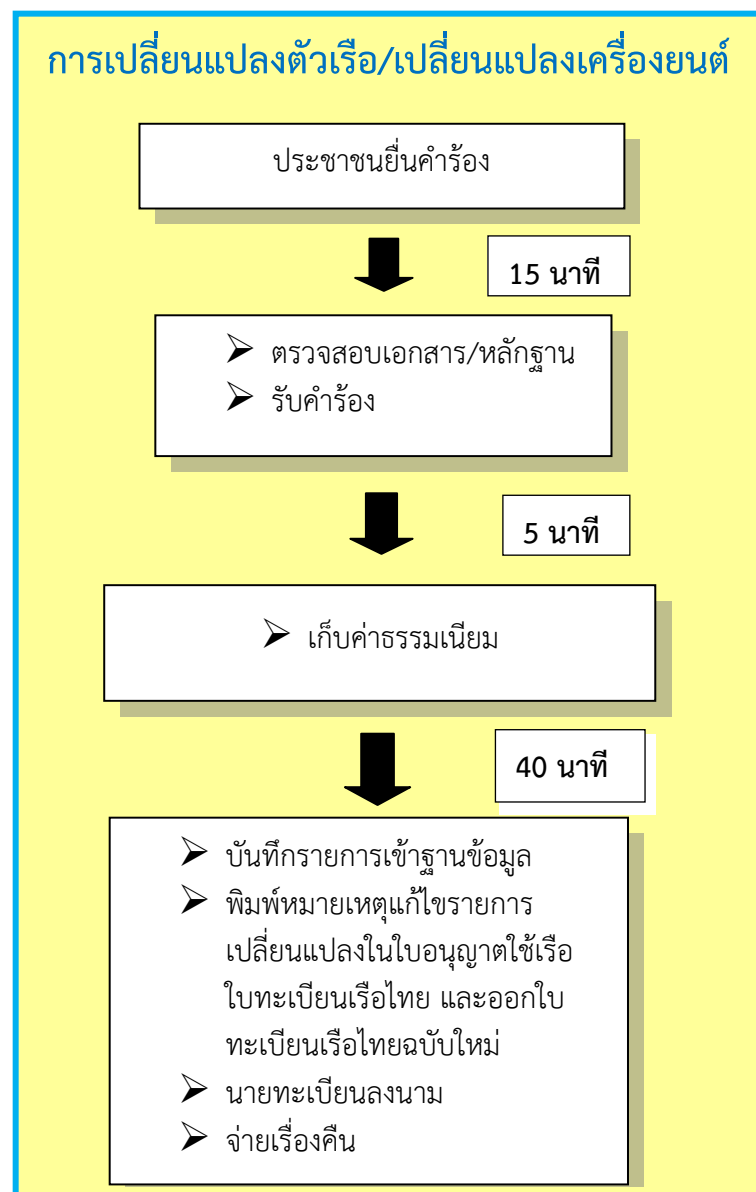 การเปลี่ยนแปลงตัวเรือ/เปลี่ยนแปลงเครื่องยนต์
ประชาชนยื่นคำร้อง
15 นาที
➢ ตรวจสอบเอกสาร/หลักฐาน
➢ รับคำร้อง
5 นาที
➢ เก็บค่าธรรมเนียม
40 นาที
➢ บันทึกรายการเข้าฐานข้อมูล
➢ พิมพ์หมายเหตุแก้ไขรายการ
เปลี่ยนแปลงในใบอนุญาตใช้เรือ
ใบทะเบียนเรือไทย และออกใบ
ทะเบียนเรือไทยฉบับใหม่
➢ นายทะเบียนลงนาม
➢ จ่ายเรื่องคืน